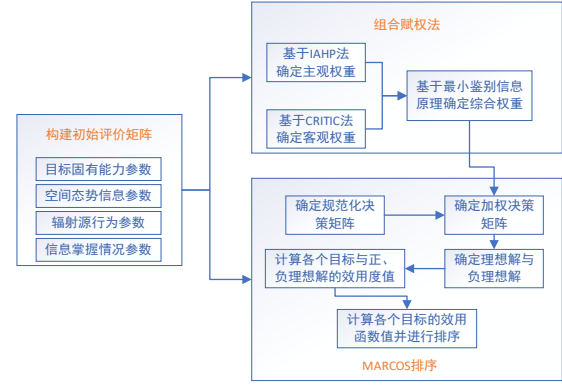 构建初始评价矩阵
目标固有能力参数
空间态势信息参数
辐射源行为参数
信息掌握情况参数
组合赋权法
基于IAHP法
确定主观权重
基于CRITIC法
确定客观权重
基于最小鉴别信息
原理确定综合权重
确定规范化决
策矩阵
确定加权决策
矩阵
计算各个目标与正、
负理想解的效用度值
确定理想解与
负理想解
计算各个目标的效用
函数值并进行排序
MARCOS排序